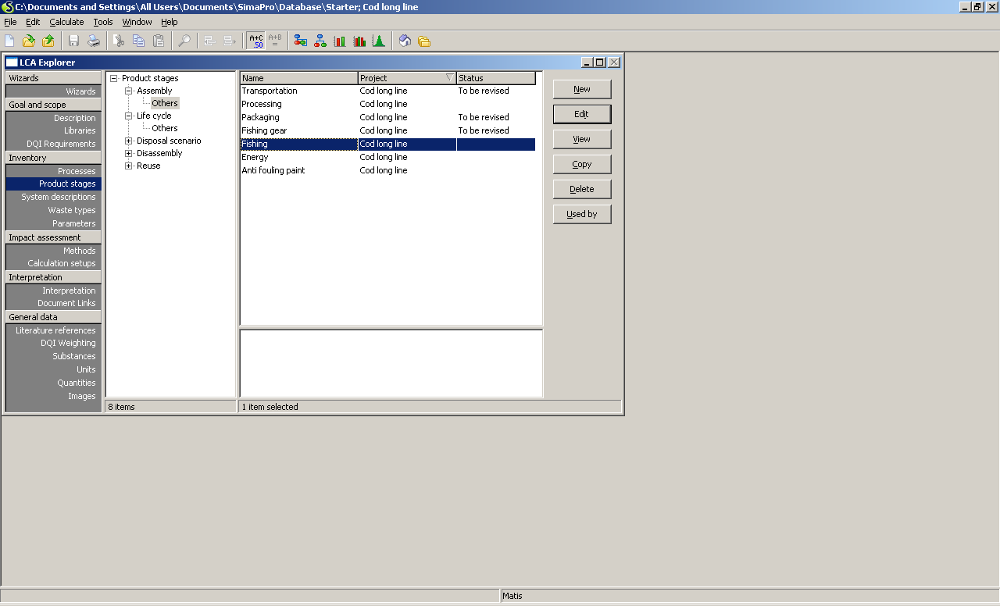 C:\Documents and Settings\All Users\Documents\SimaPro\Database\Starter; Cod long line
File Edit Calculate Tools Window Help
A+C .50 A+B =
LCA Explorer
Wizards
Wizards
Goal and scope
Description
Libraries
DQI Requirements
Inventory
Processes
Product stages
System descriptions
Waste types
Parameters
Impact assessment
Methods
Calculation setups
Interpretation
Interpretation
Document Links
General data
Literature references
DQI Weighting
Substances
Units
Quantities
Images
Product stages
Assembly
Others
Life cycle
Others
Disposal scenario
Disassembly
Reuse
8 items
Name Project Status
Transportation Cod long line To be revised
Processing Cod long line
Packaging Cod long line To be revised
Fishing gear Cod long line To be revised
Fishing Cod long line
Energy Cod long line
Anti fouling paint Cod long line
1 item selected
New
Edit
View
Copy
Delete
Used by
Matis